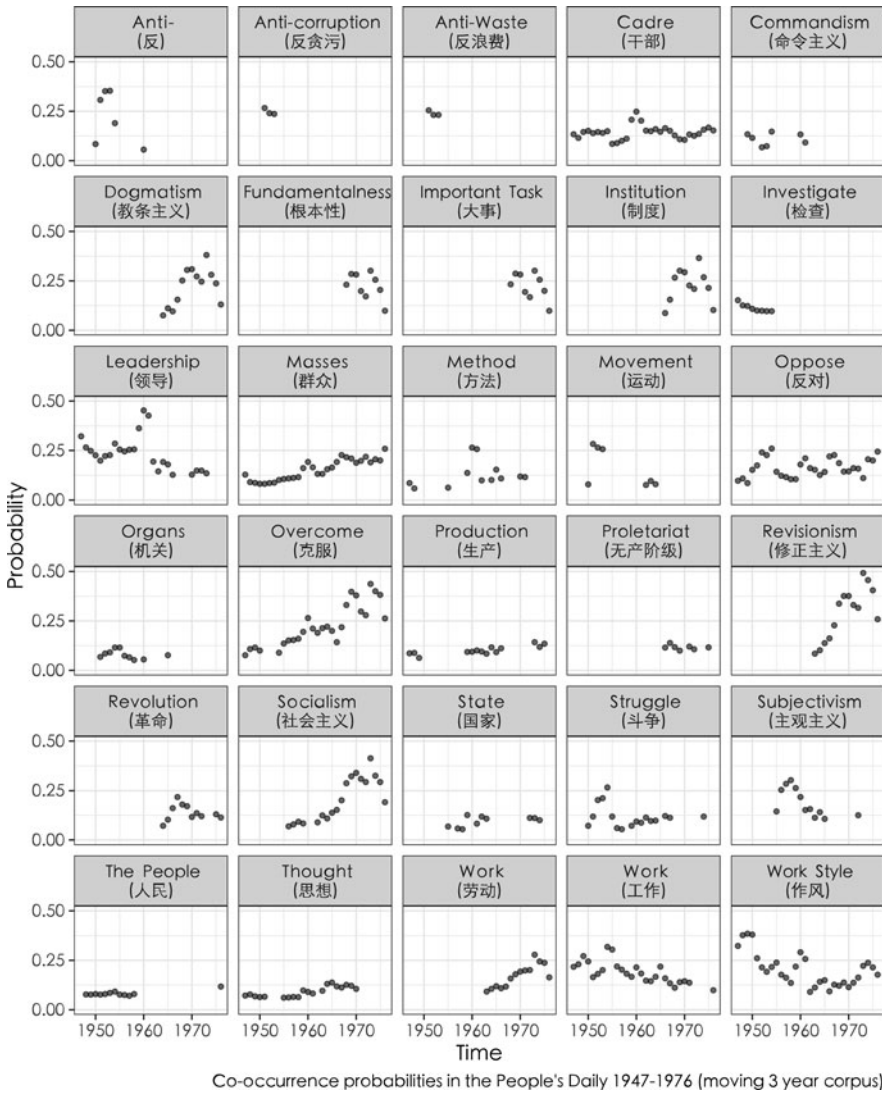 Anti-
(反)
Anti-corruption
(反贪污)
Anti-Waste
(反浪费)
Cadre
(干部)
Commandism
(命令主义)
0.50
0.25
0.00
Dogmatism
(教条主义)
Fundamentalness
(根本性)
Important Task
(大事)
Institution
(制度)
Investigate
(检查)
0.50
0.25
0.00
Leadership
(领导)
Masses
(群众)
Method
(方法)
Movement
(运动)
Oppose
(反对)
0.50
0.25
0.00
Probability
Organs
(机关)
Overcome
(克服)
Production
(生产)
Proletariat
(无产阶级)
Revisionism
(修正主义)
0.50
0.25
0.00
Revolution
(革命)
Socialism
(社会主义)
State
(国家)
Struggle
(斗争)
Subjectivism
(主观主义)
0.50
0.25
0.00
The People
(人民)
Thought
(思想)
Work
(劳动)
Work
(工作)
Work Style
(作风)
0.50
0.25
0.00
1950 1960 1970 1950 1960 1970 1950 1960 1970 1950 1960 1970 1950 1960 1970
Time
Co-occurrence probabilities in the People's Daily 1947-1976 (moving 3 year corpus)